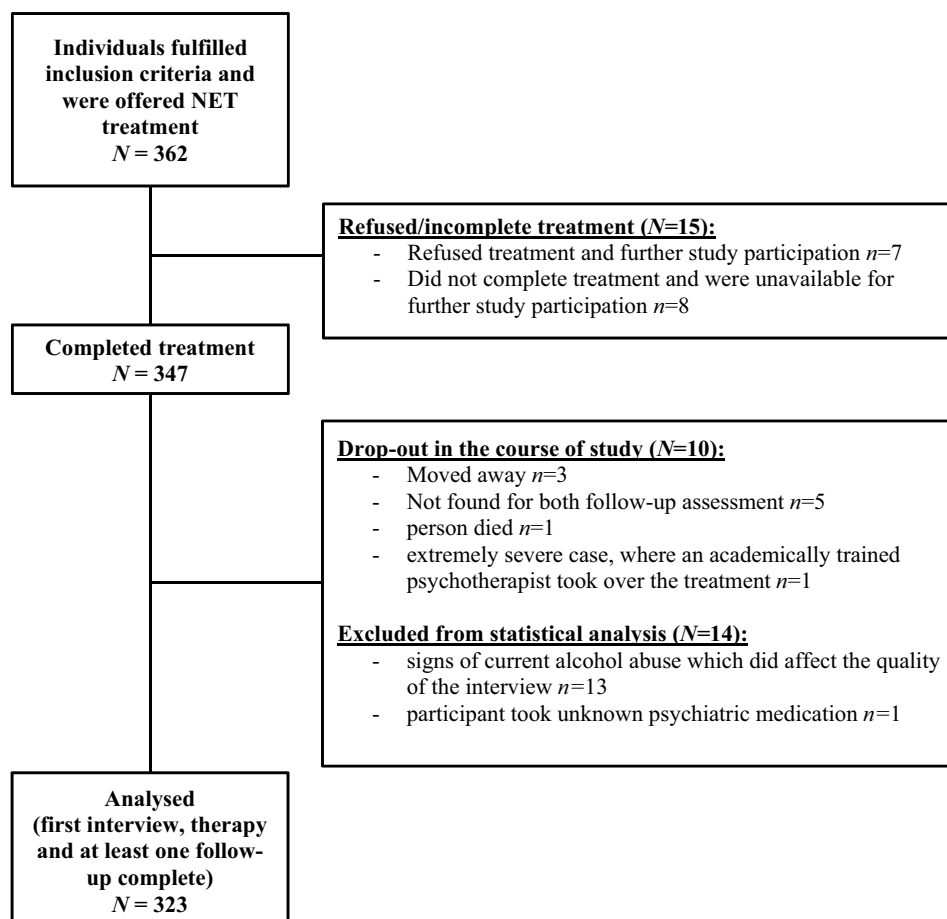 Individuals fulfilled
inclusion criteria and
were offered NET
treatment
N = 362
Refused/incomplete treatment (N=15):
- Refused treatment and further study participation n=7
- Did not complete treatment and were unavailable for
further study participation n=8
Completed treatment
N = 347
Drop-out in the course of study (N=10):
- Moved away n=3
- Not found for both follow-up assessment n=5
- person died n=1
- extremely severe case, where an academically trained
psychotherapist took over the treatment n=1
Excluded from statistical analysis (N=14):
- signs of current alcohol abuse which did affect the quality
of the interview n=13
- participant took unknown psychiatric medication n=1
Analysed
(first interview, therapy
and at least one follow-
up complete)
N = 323